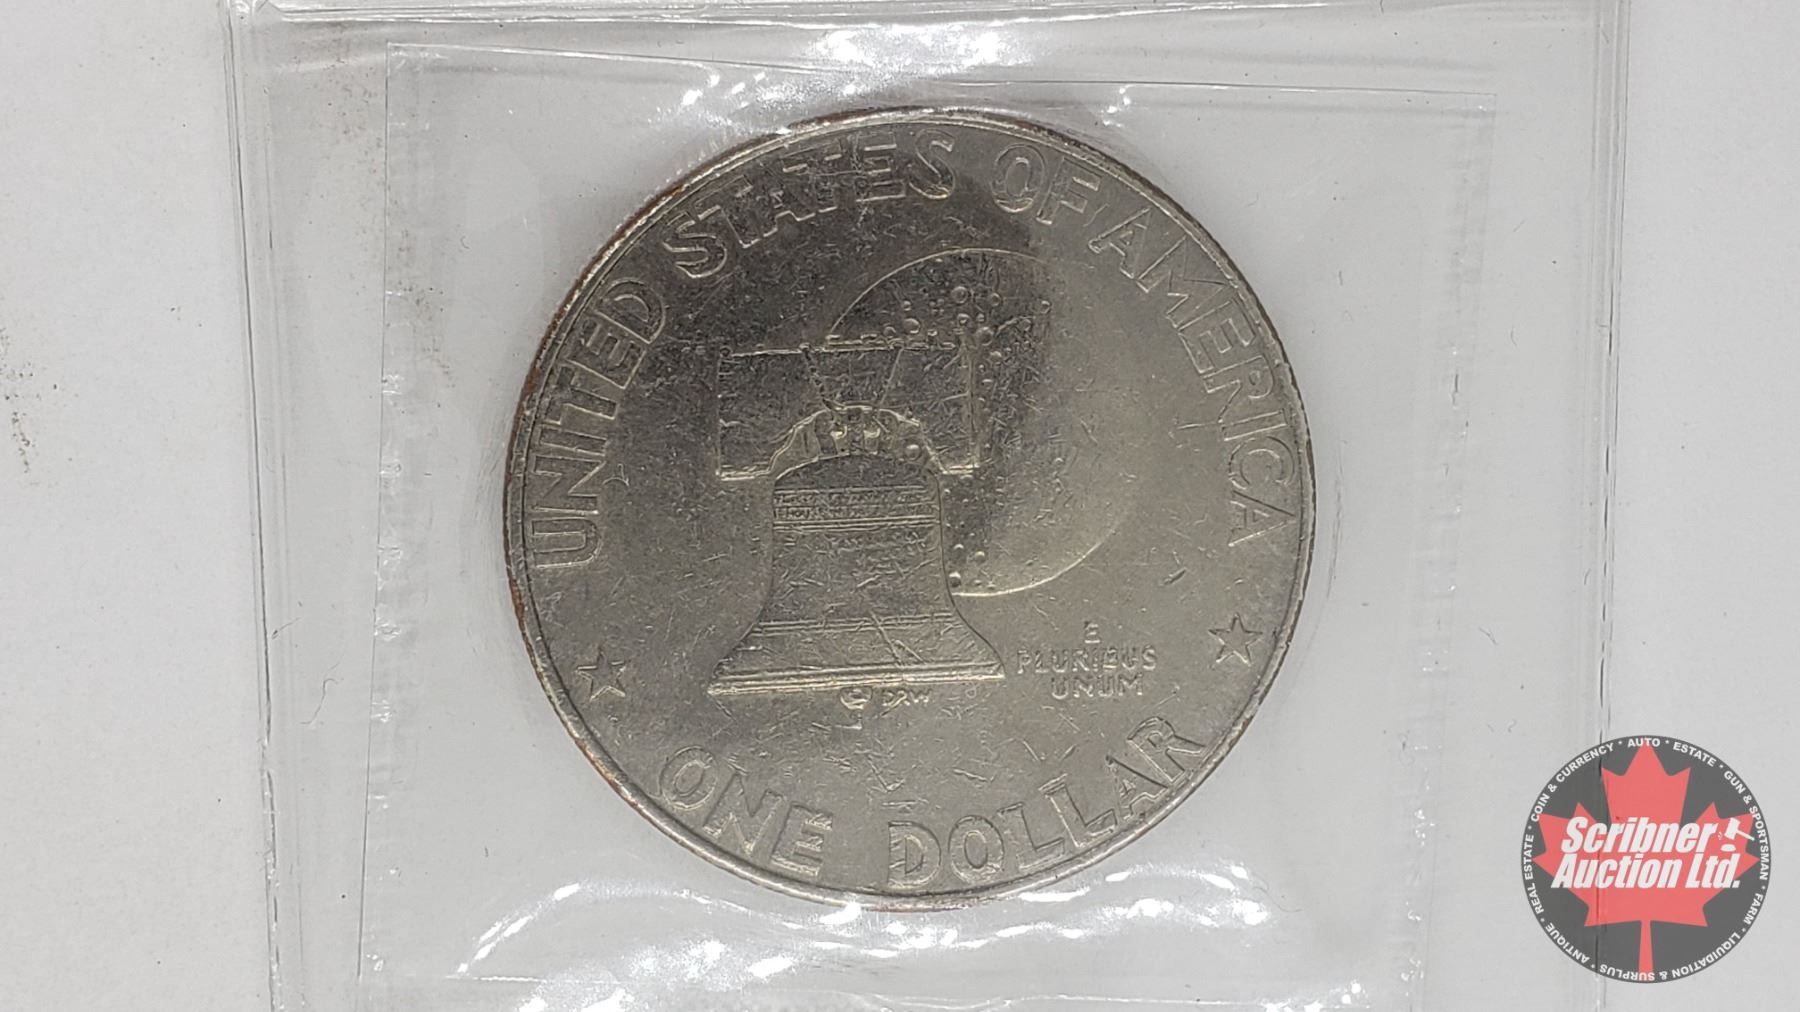 UNITED STATES OF AMERICA
E
PLURIBUS
UNUM
DRW
ONE DOLLAR
COIN & CURRENCY * AUTO * ESTATE * GUN & SPORTSMAN * FARM * LIQUIDATION & SURPLUS * ANTIQUE * REAL ESTATE *
Scribner
Auction Ltd.